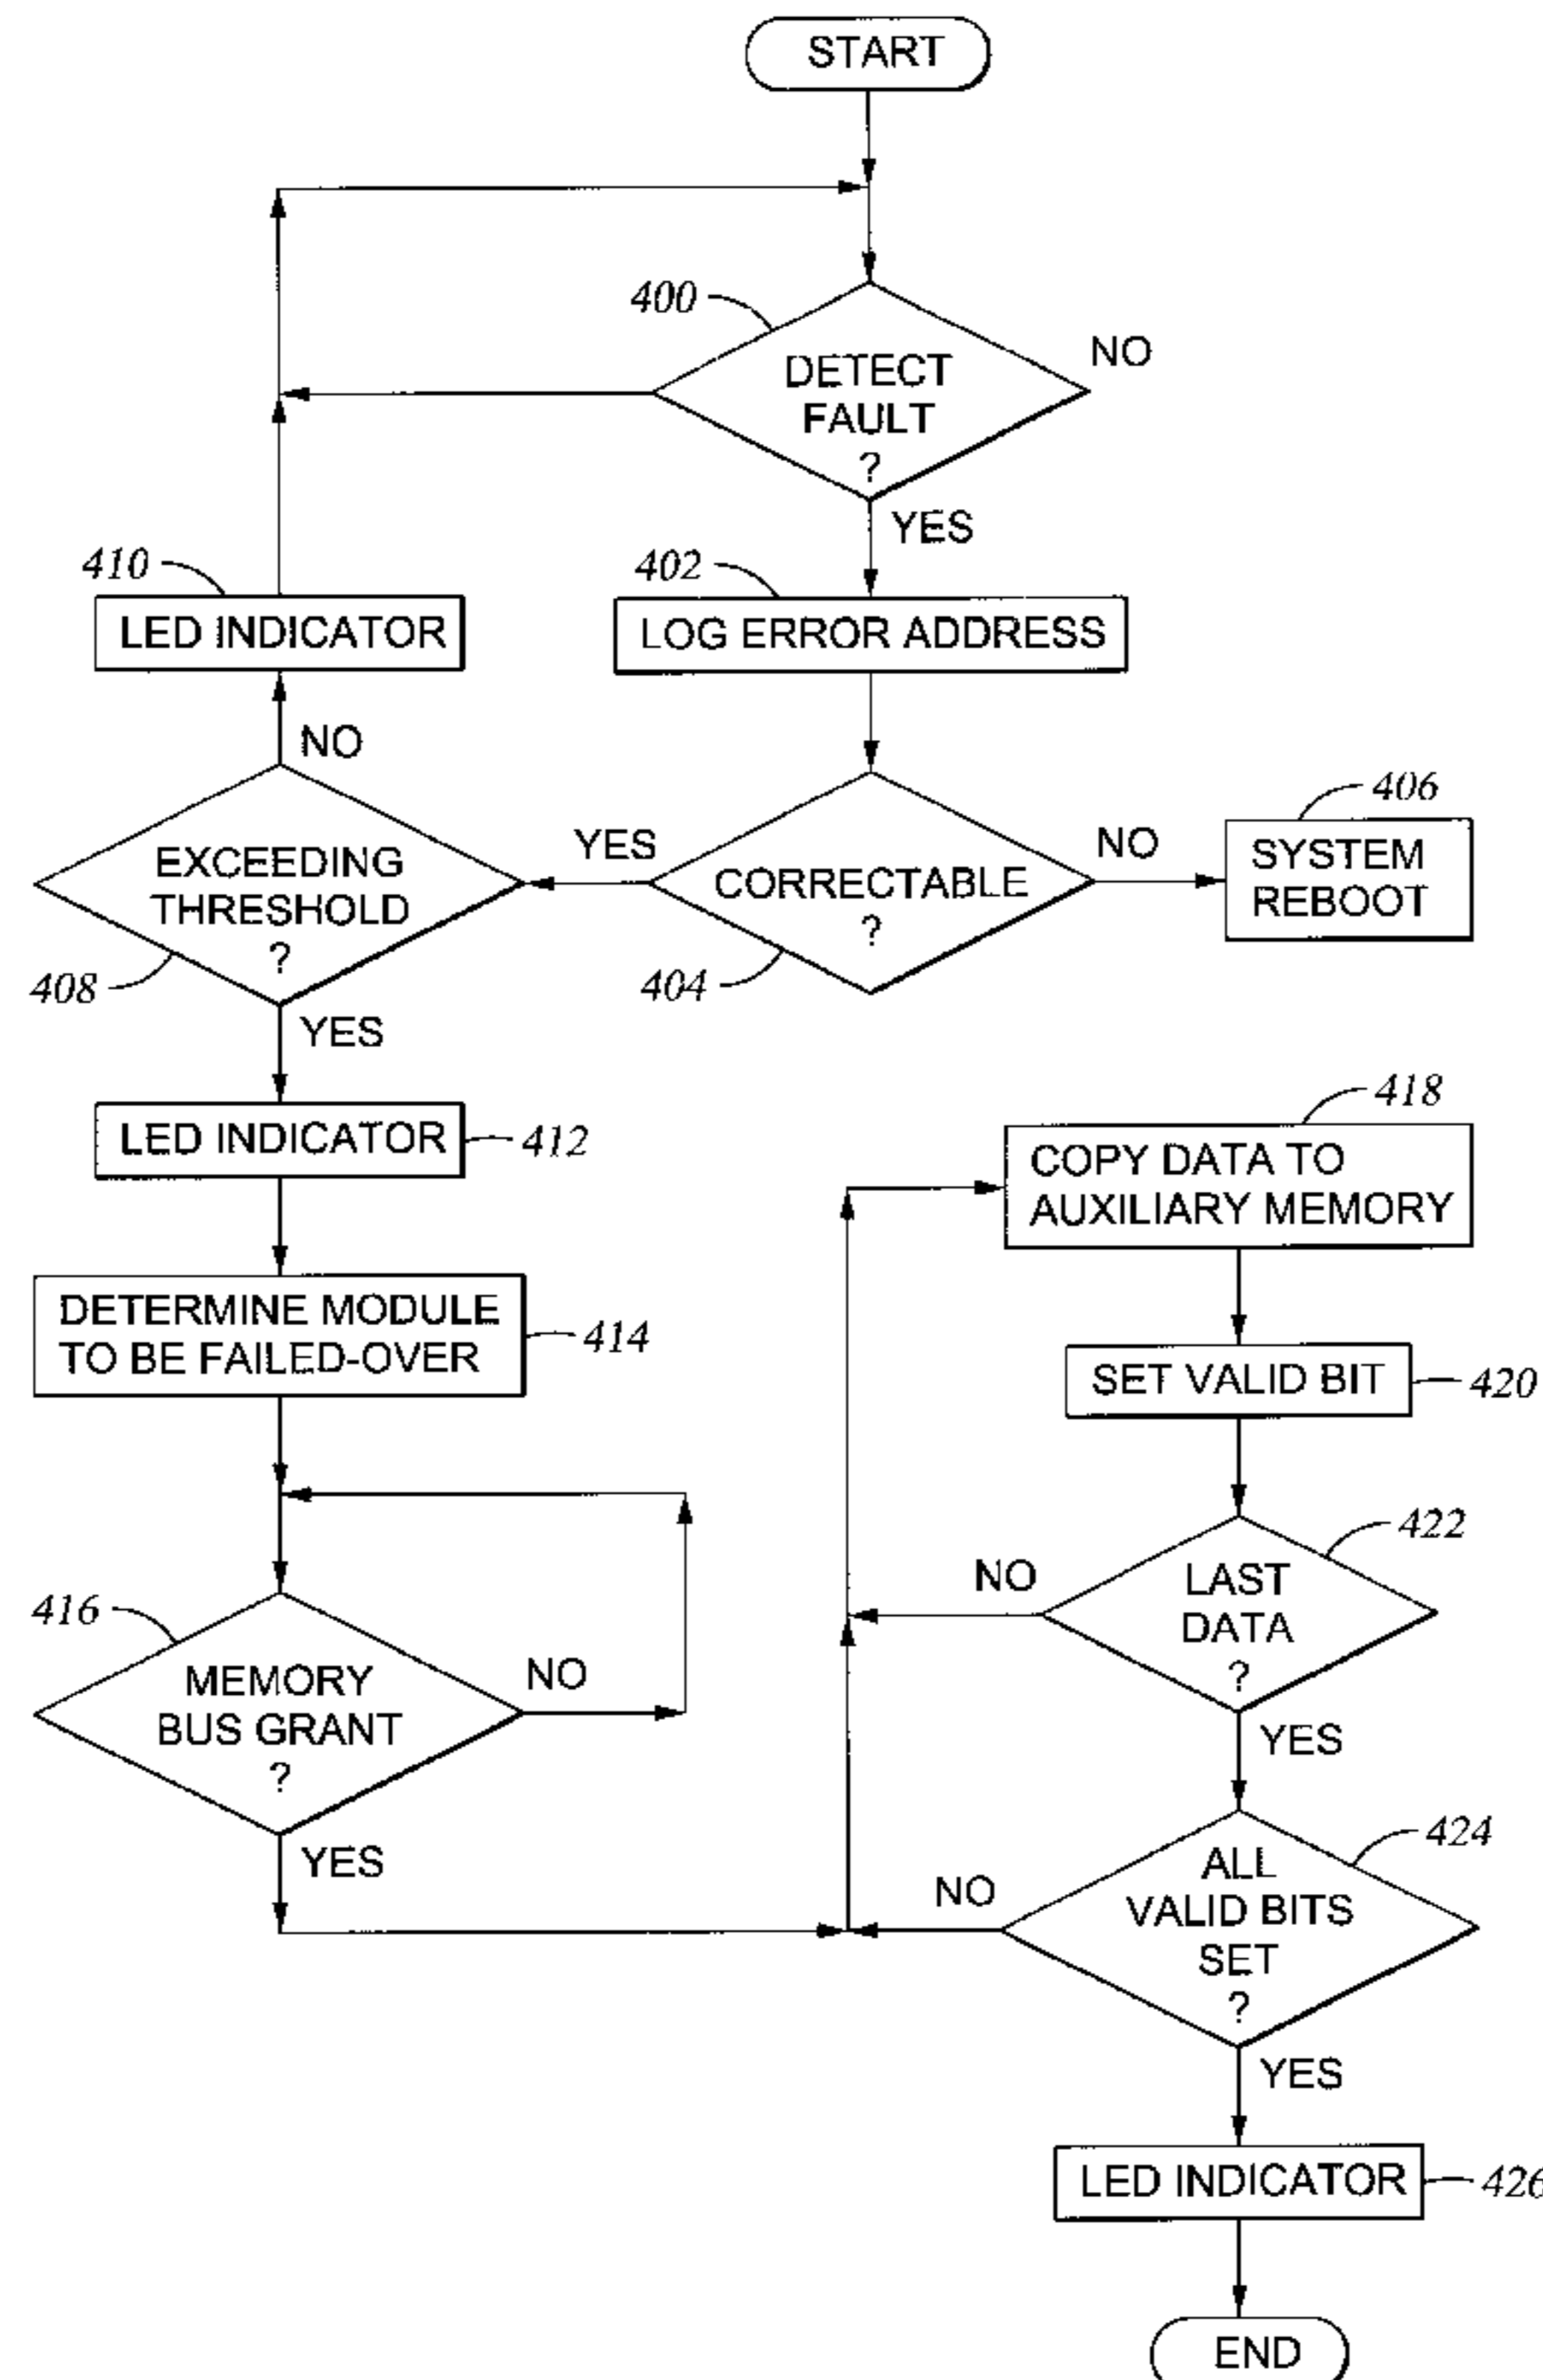 START
400
DETECT
FAULT
?
NO
YES
410
LED INDICATOR
402
LOG ERROR ADDRESS
NO
EXCEEDING
THRESHOLD
?
408
YES
YES
CORRECTABLE
?
404
NO
406
SYSTEM
REBOOT
LED INDICATOR
412
DETERMINE MODULE
TO BE FAILED-OVER
414
416
MEMORY
BUS GRANT
?
NO
YES
418
COPY DATA TO
AUXILIARY MEMORY
SET VALID BIT
420
422
LAST
DATA
?
NO
YES
424
ALL
VALID BITS
SET
?
NO
YES
LED INDICATOR
426
END